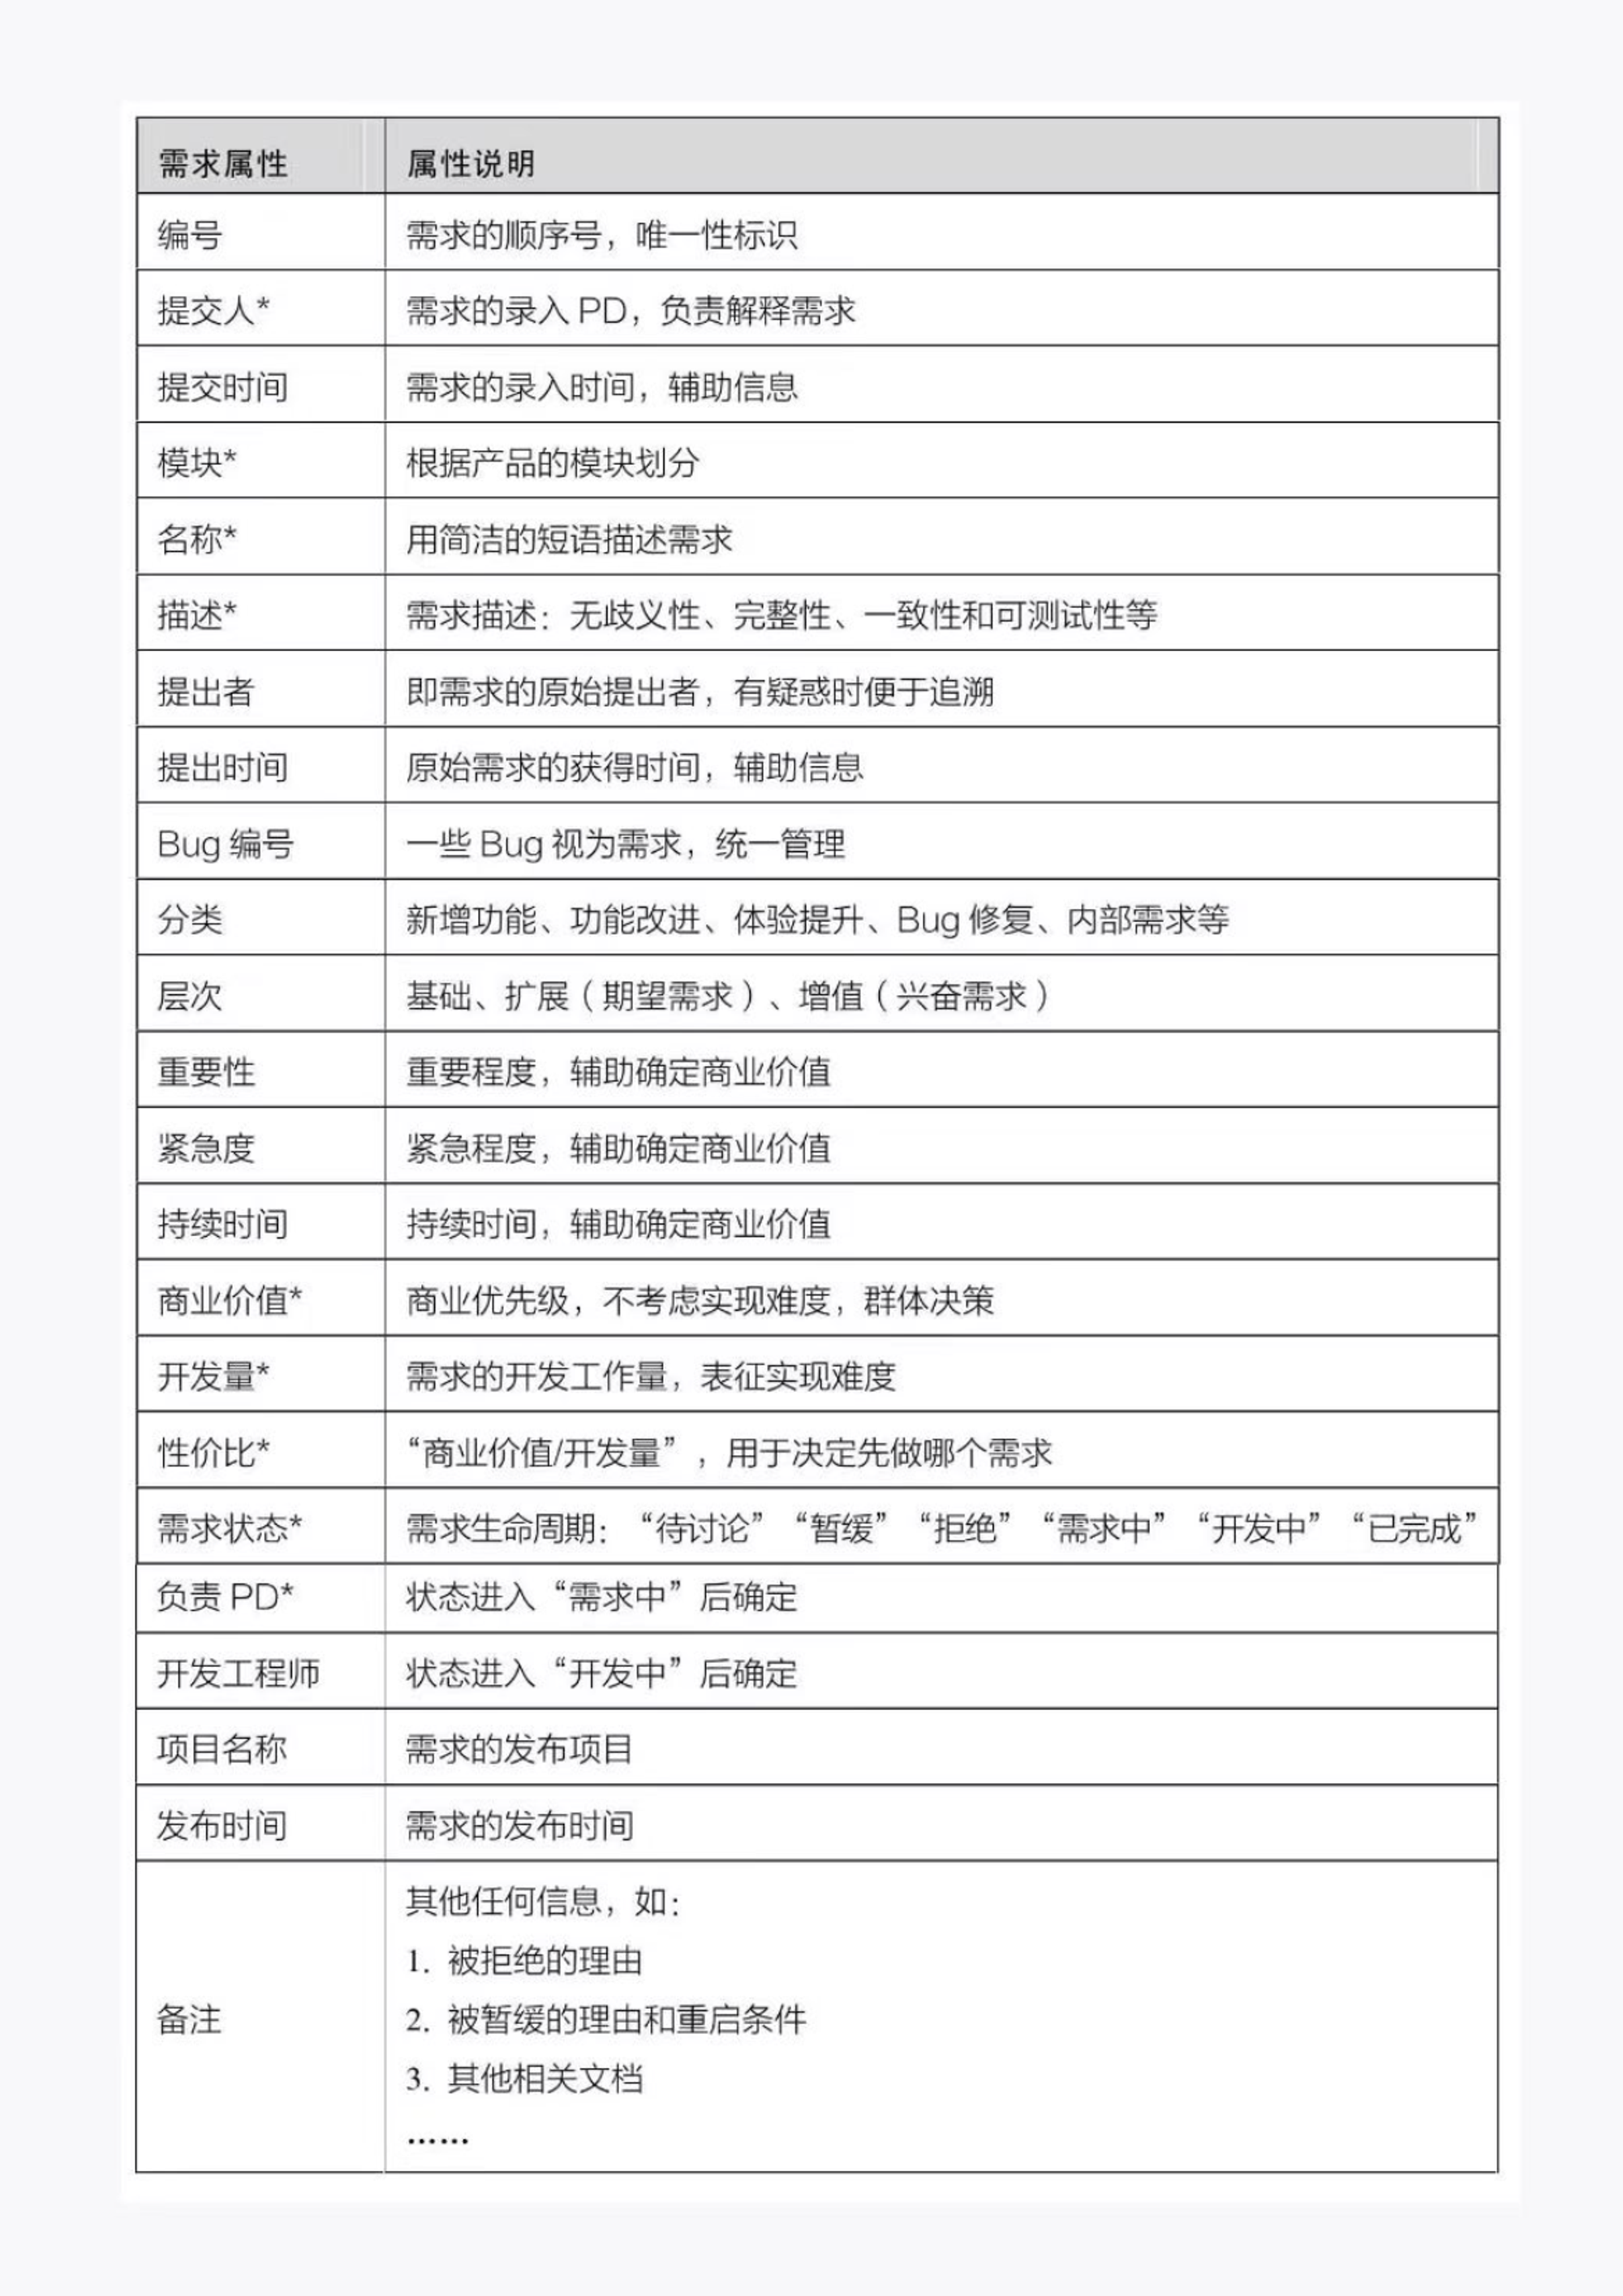 需求属性 属性说明
编号 需求的顺序号，唯一性标识
提交人* 需求的录入 PD，负责解释需求
提交时间 需求的录入时间，辅助信息
模块* 根据产品的模块划分
名称* 用简洁的短语描述需求
描述* 需求描述：无歧义性、完整性、一致性和可测试性等
提出者 即需求的原始提出者，有疑惑时便于追溯
提出时间 原始需求的获得时间，辅助信息
Bug 编号 一些 Bug 视为需求，统一管理
分类 新增功能、功能改进、体验提升、Bug 修复、内部需求等
层次 基础、扩展（期望需求）、增值（兴奋需求）
重要性 重要程度，辅助确定商业价值
紧急度 紧急程度，辅助确定商业价值
持续时间 持续时间，辅助确定商业价值
商业价值* 商业优先级，不考虑实现难度，群体决策
开发量* 需求的开发工作量，表征实现难度
性价比* “商业价值/开发量”，用于决定先做哪个需求
需求状态* 需求生命周期：“待讨论”“暂缓”“拒绝”“需求中”“开发中”“已完成”
负责 PD* 状态进入“需求中”后确定
开发工程师 状态进入“开发中”后确定
项目名称 需求的发布项目
发布时间 需求的发布时间
备注 其他任何信息，如：
1. 被拒绝的理由
2. 被暂缓的理由和重启条件
3. 其他相关文档
……